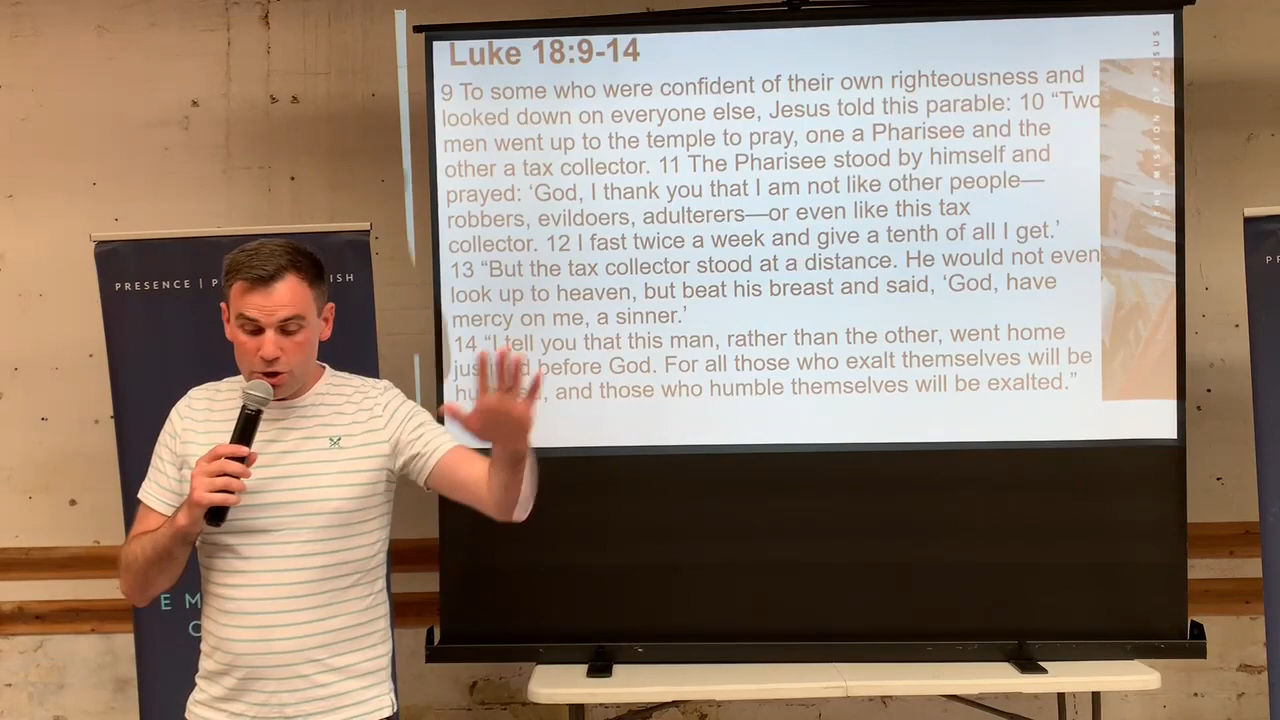 Luke 18:9-14
9 To some who were confident of their own righteousness and
looked down on everyone else, Jesus told this parable: 10 “Two
men went up to the temple to pray, one a Pharisee and the
other a tax collector. 11 The Pharisee stood by himself and
prayed: ‘God, I thank you that I am not like other people—
robbers, evildoers, adulterers—or even like this tax
collector. 12 I fast twice a week and give a tenth of all I get.’
13 “But the tax collector stood at a distance. He would not even
look up to heaven, but beat his breast and said, ‘God, have
mercy on me, a sinner.’
14 “I tell you that this man, rather than the other, went home
before God. For all those who exalt themselves will be
and those who humble themselves will be exalted.”
THE MISSION OF JESUS
PRESENCE |